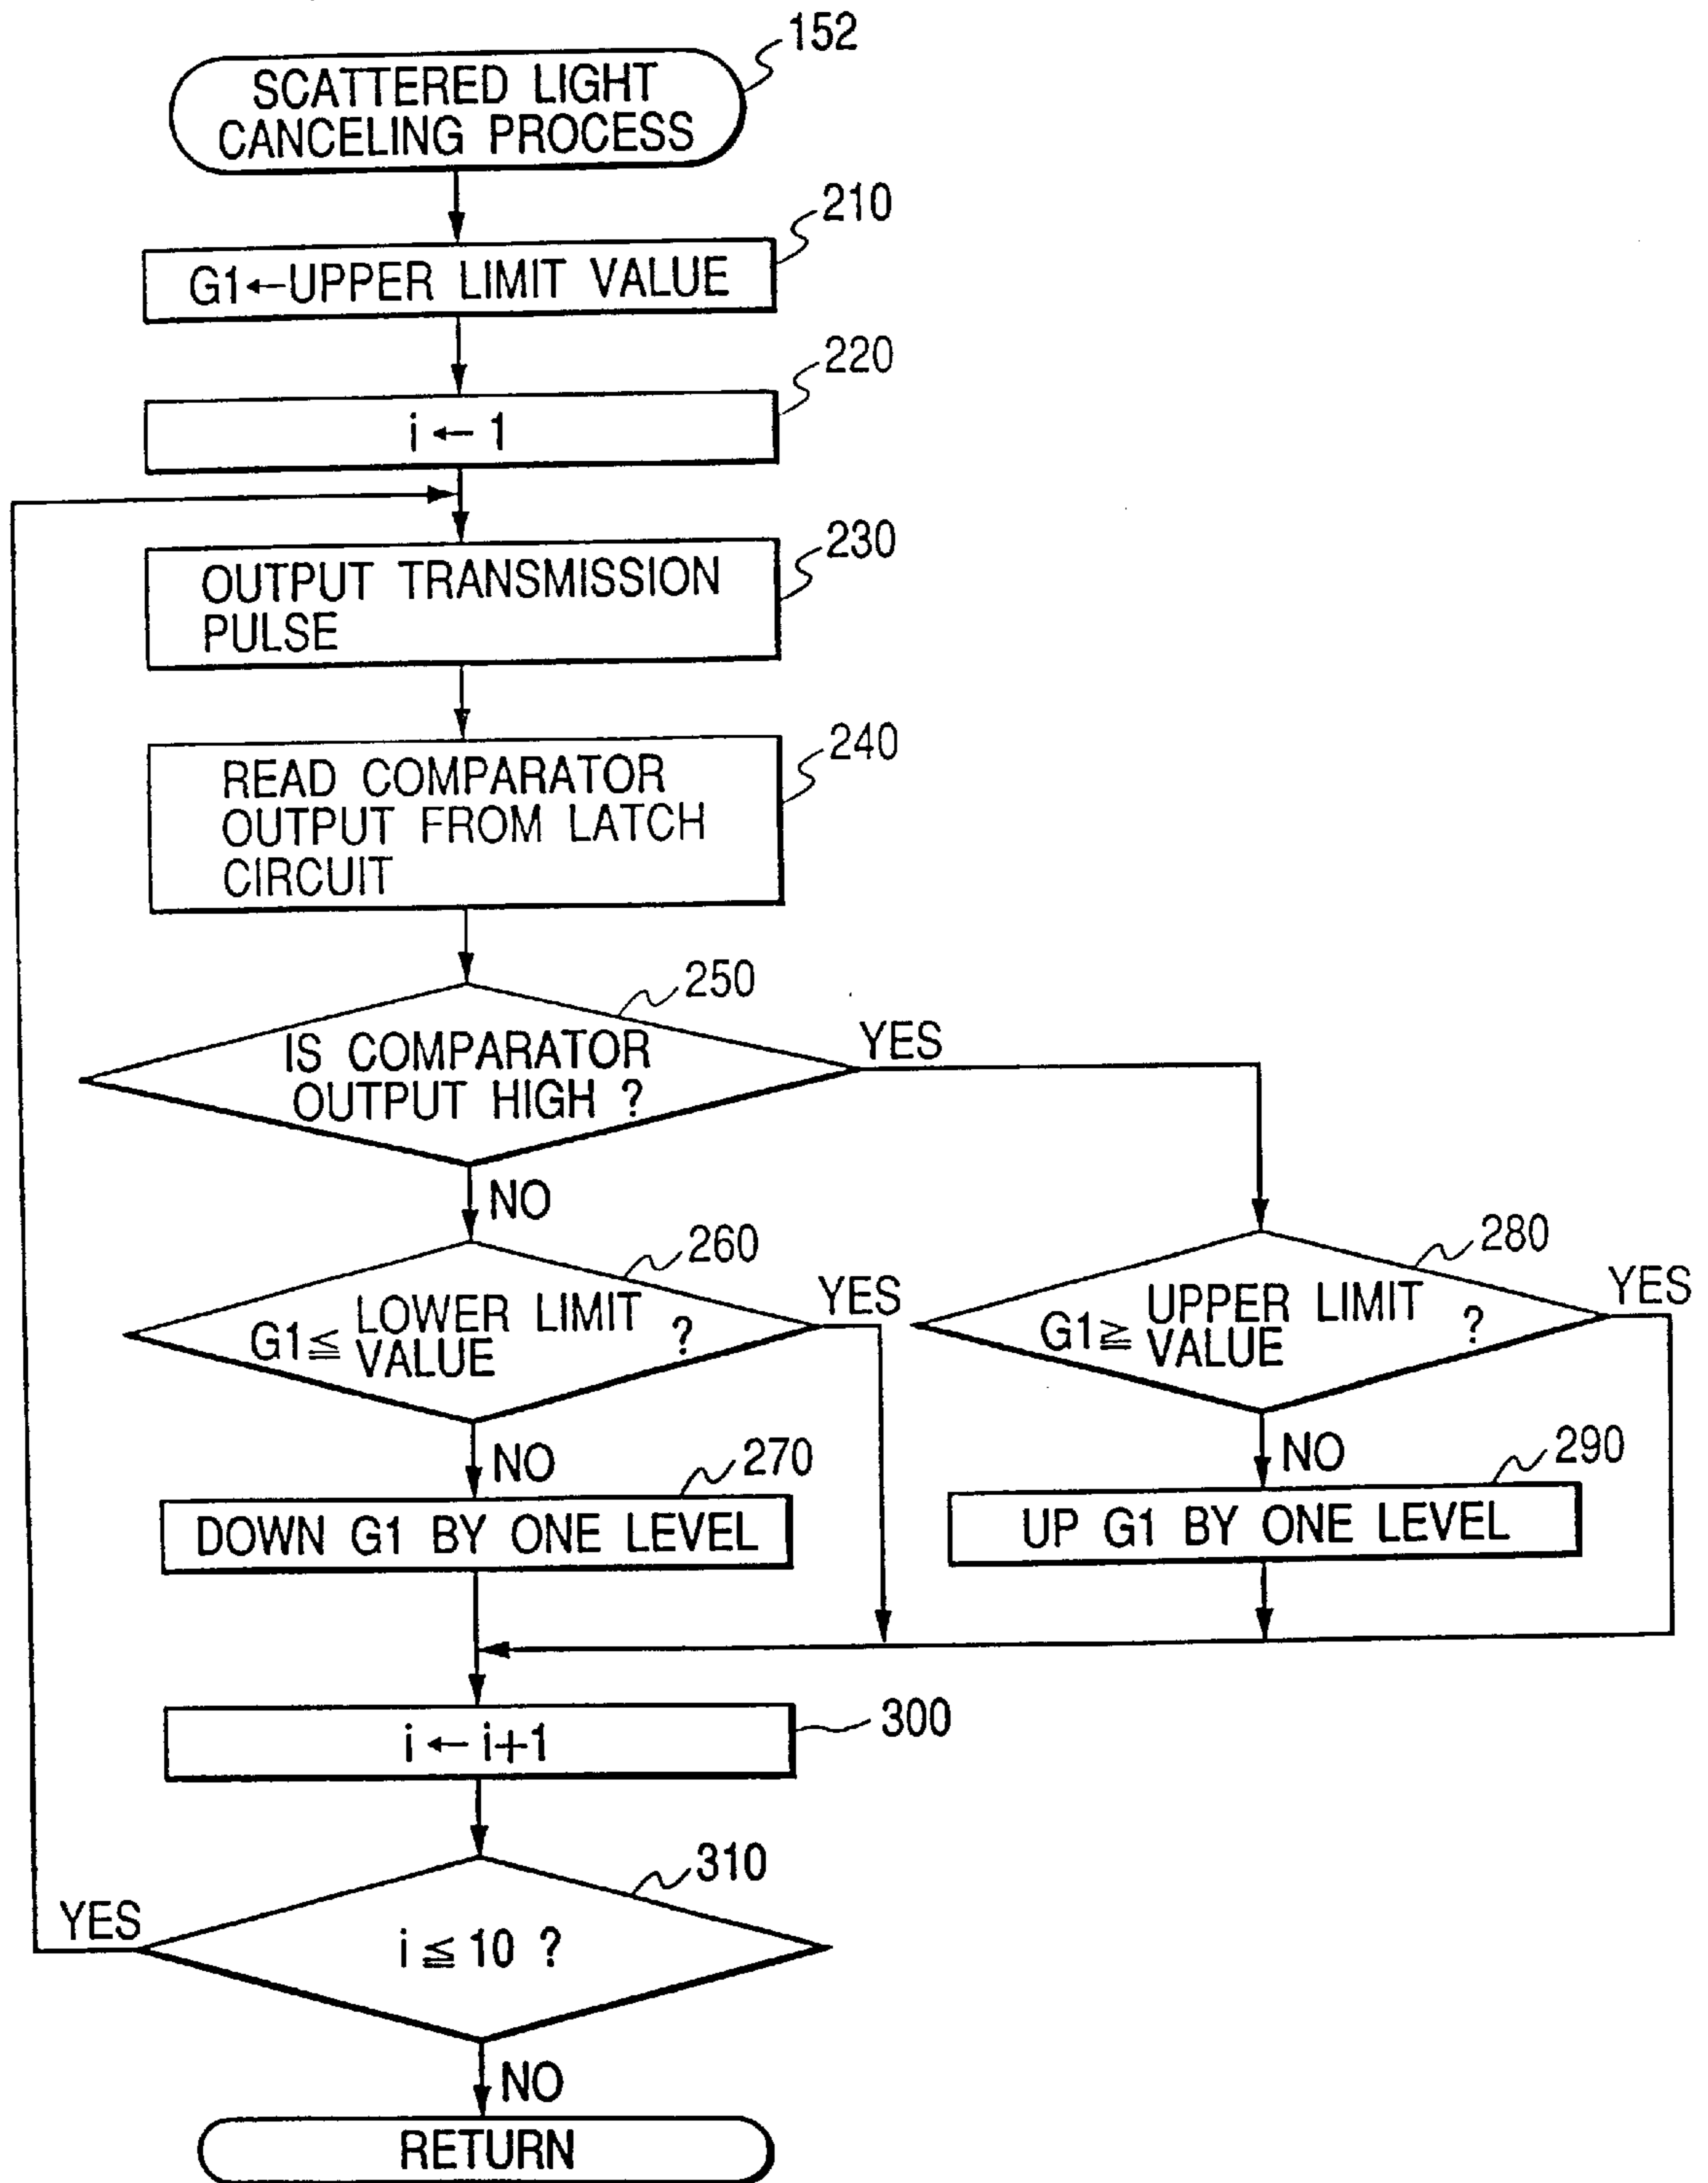 152
SCATTERED LIGHT
CANCELING PROCESS
210
G1←UPPER LIMIT VALUE
220
i ← 1
230
OUTPUT TRANSMISSION
PULSE
240
READ COMPARATOR
OUTPUT FROM LATCH
CIRCUIT
250
IS COMPARATOR
OUTPUT HIGH ?
YES
NO
260
G1≦ LOWER LIMIT
VALUE ?
YES
280
G1≧ UPPER LIMIT
VALUE ?
YES
NO
270
DOWN G1 BY ONE LEVEL
NO
290
UP G1 BY ONE LEVEL
300
i ← i+1
310
i ≦ 10 ?
YES
NO
RETURN